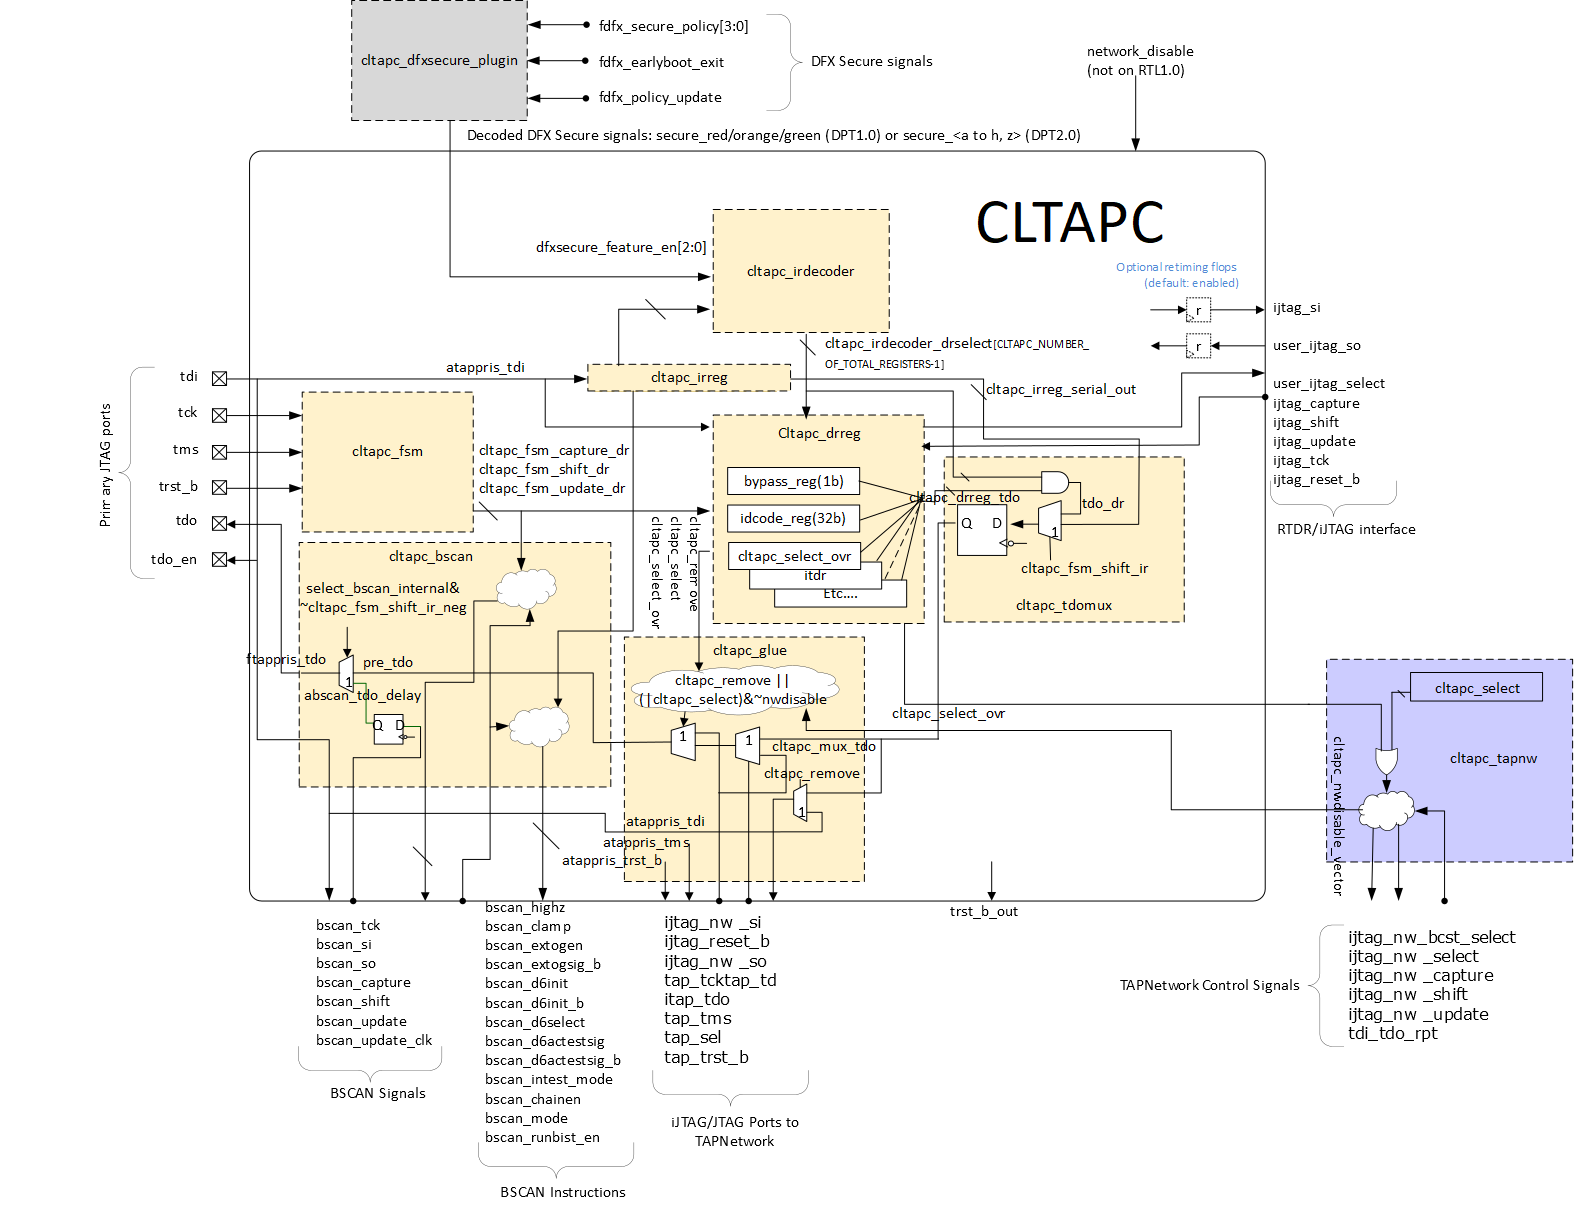 cltapc_dfxsecure_plugin
fdfx_secure_policy[3:0]
fdfx_earlyboot_exit
fdfx_policy_update
DFX Secure signals
network_disable
(not on RTL1.0)
Decoded DFX Secure signals: secure_red/orange/green (DPT1.0) or secure_<a to h, z> (DPT2.0)
CLTAPC
dfxsecure_feature_en[2:0]
cltapc_irdecoder
Optional retiming flops
(default: enabled)
r
ijtag_si
r
user_ijtag_so
cltapc_irdecoder_drselect[CLTAPC_NUMBER_
OF_TOTAL_REGISTERS-1]
Primary JTAG ports
tdi
tck
tms
trst_b
tdo
tdo_en
atappris_tdi
cltapc_irreg
cltapc_irreg_serial_out
user_ijtag_select
ijtag_capture
ijtag_shift
ijtag_update
ijtag_tck
ijtag_reset_b
RTDR/iJTAG interface
cltapc_fsm
cltapc_fsm_capture_dr
cltapc_fsm_shift_dr
cltapc_fsm_update_dr
Cltapc_drreg
bypass_reg(1b)
idcode_reg(32b)
cltapc_select_ovr
itdr
Etc....
cltapc_drreg_tdo
tdo_dr
Q D
1
cltapc_fsm_shift_ir
cltapc_tdomux
cltapc_select_ovr
cltapc_select
cltapc_remove
cltapc_bscan
select_bscan_internal&
~cltapc_fsm_shift_ir_neg
ftappris_tdo
pre_tdo
1
abscan_tdo_delay
Q D
cltapc_glue
cltapc_remove ||
(|cltapc_select)&~nwdisable
1
1
cltapc_mux_tdo
cltapc_remove
1
atappris_tdi
atappris_tms
atappris_trst_b
cltapc_select_ovr
cltapc_select
cltapc_tapnw
cltapc_nwdisable_vector
trst_b_out
bscan_tck
bscan_si
bscan_so
bscan_capture
bscan_shift
bscan_update
bscan_update_clk
BSCAN Signals
bscan_highz
bscan_clamp
bscan_extogen
bscan_extogsig_b
bscan_d6init
bscan_d6init_b
bscan_d6select
bscan_d6actestsig
bscan_d6actestsig_b
bscan_intest_mode
bscan_chainen
bscan_mode
bscan_runbist_en
BSCAN Instructions
ijtag_nw _si
ijtag_reset_b
ijtag_nw _so
tap_tcktap_td
itap_tdo
tap_tms
tap_sel
tap_trst_b
iJTAG/JTAG Ports to
TAPNetwork
TAPNetwork Control Signals
ijtag_nw_bcst_select
ijtag_nw _select
ijtag_nw _capture
ijtag_nw _shift
ijtag_nw _update
tdi_tdo_rpt